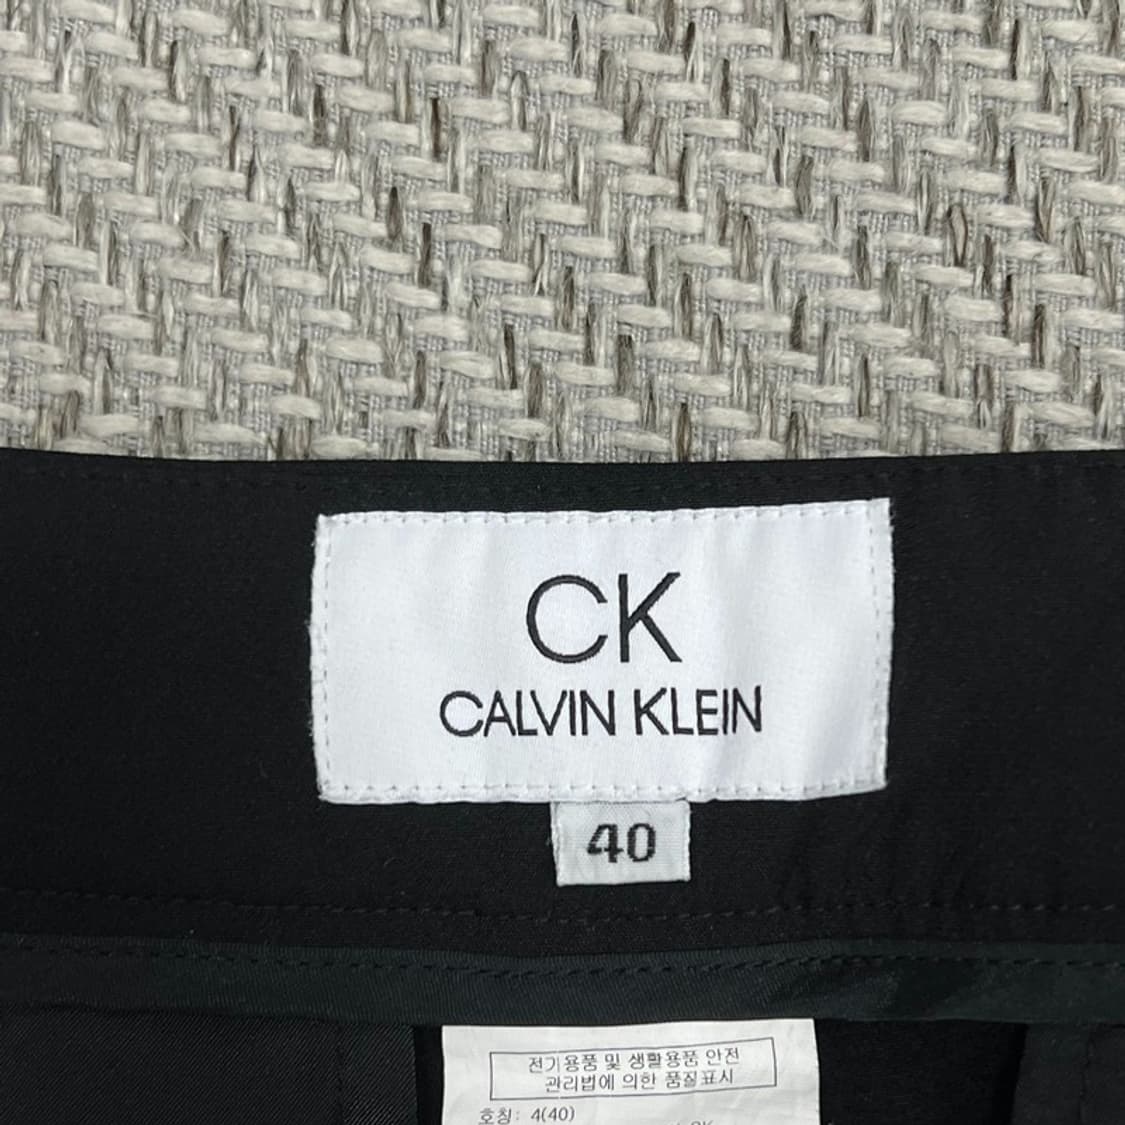 CK
CALVIN KLEIN
40
전기용품 및 생활용품 안전
관리법에 의한 품질표시
호칭: 4(40)